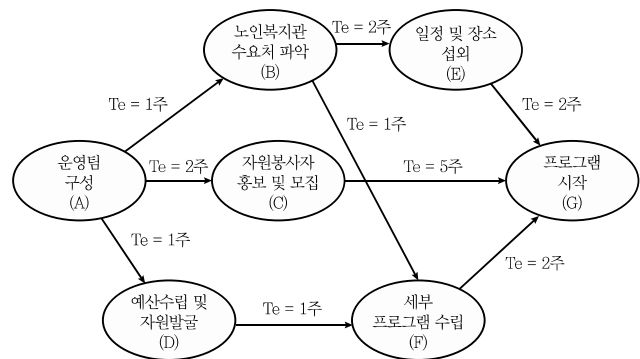 노인복지관
수요처 파악
(B)
Te = 2주
일정 및 장소
섭외
(E)
Te = 1주
Te = 1주
Te = 2주
운영팀
구성
(A)
Te = 2주
자원봉사자
홍보 및 모집
(C)
Te = 5주
프로그램
시작
(G)
Te = 1주
Te = 2주
예산수립 및
자원발굴
(D)
Te = 1주
세부
프로그램 수립
(F)